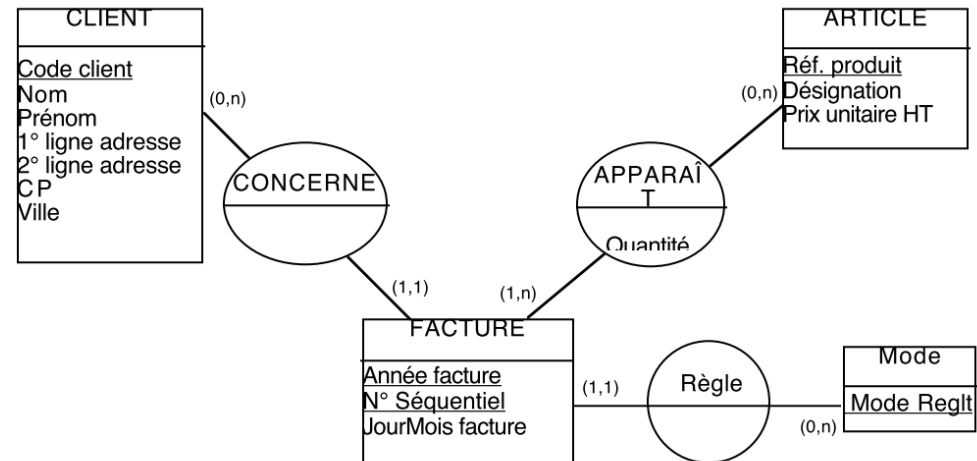 CLIENT
Code client
Nom
Prénom
1° ligne adresse
2° ligne adresse
CP
Ville
(0,n)
CONCERNE
(1,1)
ARTICLE
Réf. produit
Désignation
Prix unitaire HT
(0,n)
APPARAÎ
T
Quantité
(1,n)
FACTURE
Année facture
N° Séquentiel
JourMois facture
(1,1)
Règle
(0,n)
Mode
Mode Reglt